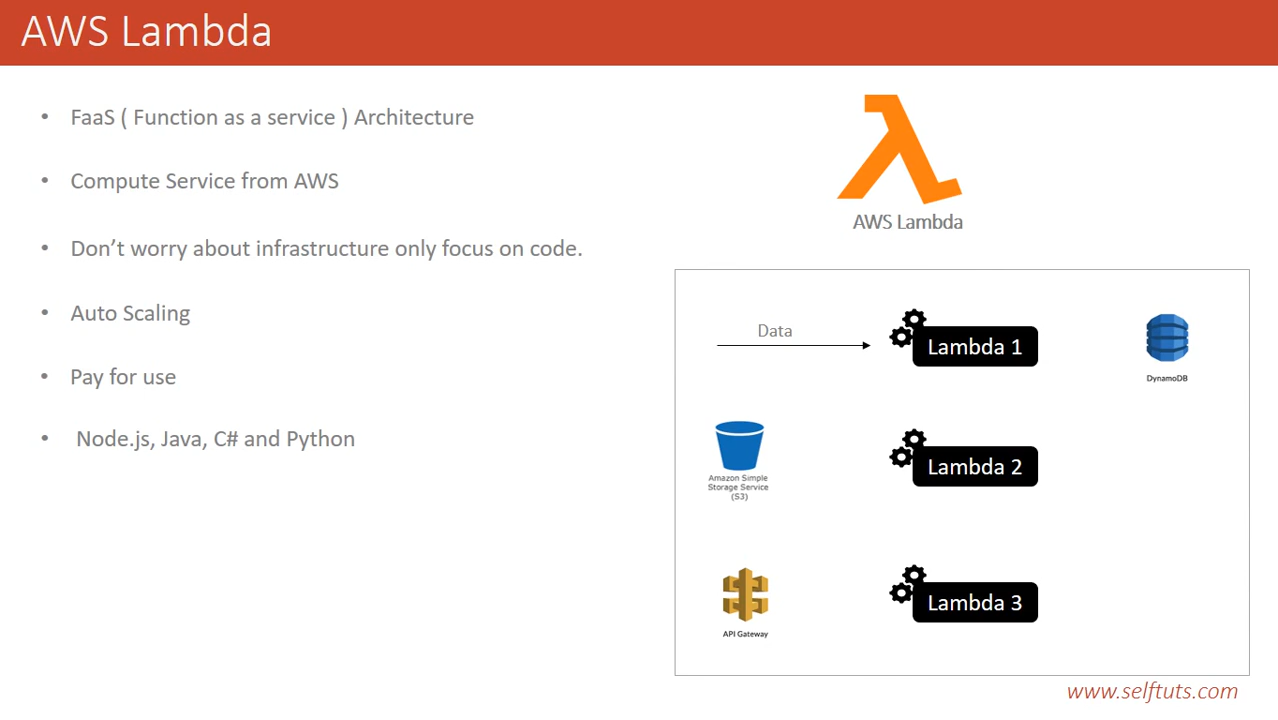 AWS Lambda
• FaaS ( Function as a service ) Architecture
• Compute Service from AWS
• Don’t worry about infrastructure only focus on code.
• Auto Scaling
• Pay for use
• Node.js, Java, C# and Python
AWS Lambda
Data
Lambda 1
DynamoDB
Amazon Simple
Storage Service
(S3)
Lambda 2
API Gateway
Lambda 3
www.selftuts.com